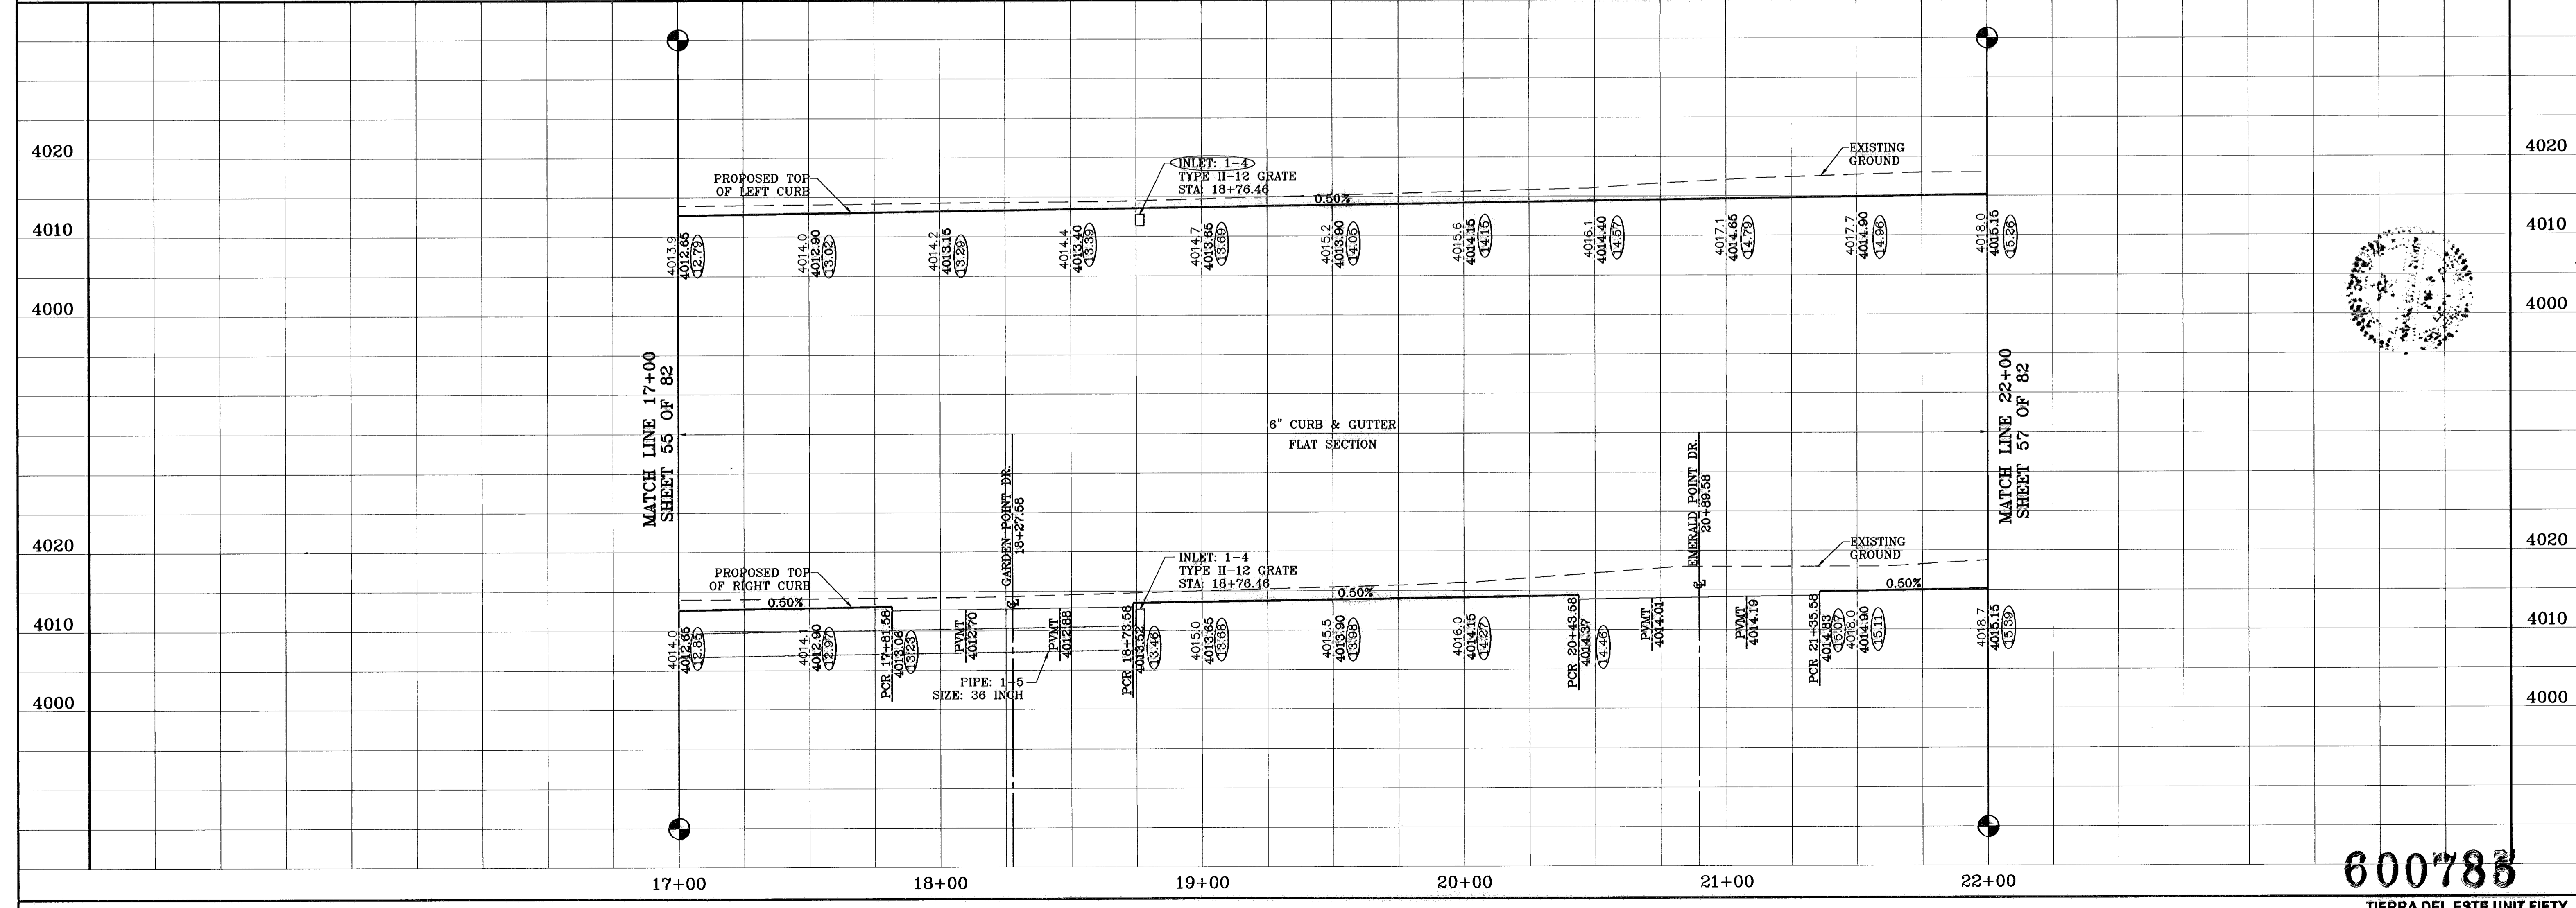 4020
4010
4000
4020
4010
4000
PROPOSED TOP
OF LEFT CURB
INLET: 1-4
TYPE II-12 GRATE
STA: 18+76.46
0.50%
EXISTING
GROUND
4013.9
4012.65
12.79
4014.0
4012.90
13.02
4014.2
4013.15
13.29
4014.4
4013.40
13.39
4014.7
4013.65
13.69
4015.2
4013.90
14.05
4015.6
4014.15
14.15
4016.1
4014.40
14.57
4017.1
4014.65
14.79
4017.7
4014.90
14.96
4018.0
4015.15
15.26
MATCH LINE 17+00
SHEET 55 OF 82
6" CURB & GUTTER
FLAT SECTION
MATCH LINE 22+00
SHEET 57 OF 82
GARDEN POINT DR.
18+27.58
EMERALD POINT DR.
20+89.58
4020
4010
4000
4020
4010
4000
PROPOSED TOP
OF RIGHT CURB
0.50%
INLET: 1-4
TYPE II-12 GRATE
STA: 18+76.46
0.50%
EXISTING
GROUND
0.50%
4014.0
4012.65
12.85
4014.1
4012.90
12.97
PCR 17+81.58
4013.06
13.23
PVMT
4012.70
PVMT
4012.88
PIPE: 1-5
SIZE: 36 INCH
PCR 18+73.58
4013.52
13.46
4015.0
4013.65
13.68
4015.5
4013.90
13.98
4016.0
4014.15
14.27
PCR 20+43.58
4014.37
14.46
PVMT
4014.01
PVMT
4014.19
PCR 21+35.58
4014.83
15.07
4018.0
4014.90
15.11
4018.7
4015.15
15.39
17+00
18+00
19+00
20+00
21+00
22+00
TIERRA DEL ESTE UNIT FIFTY